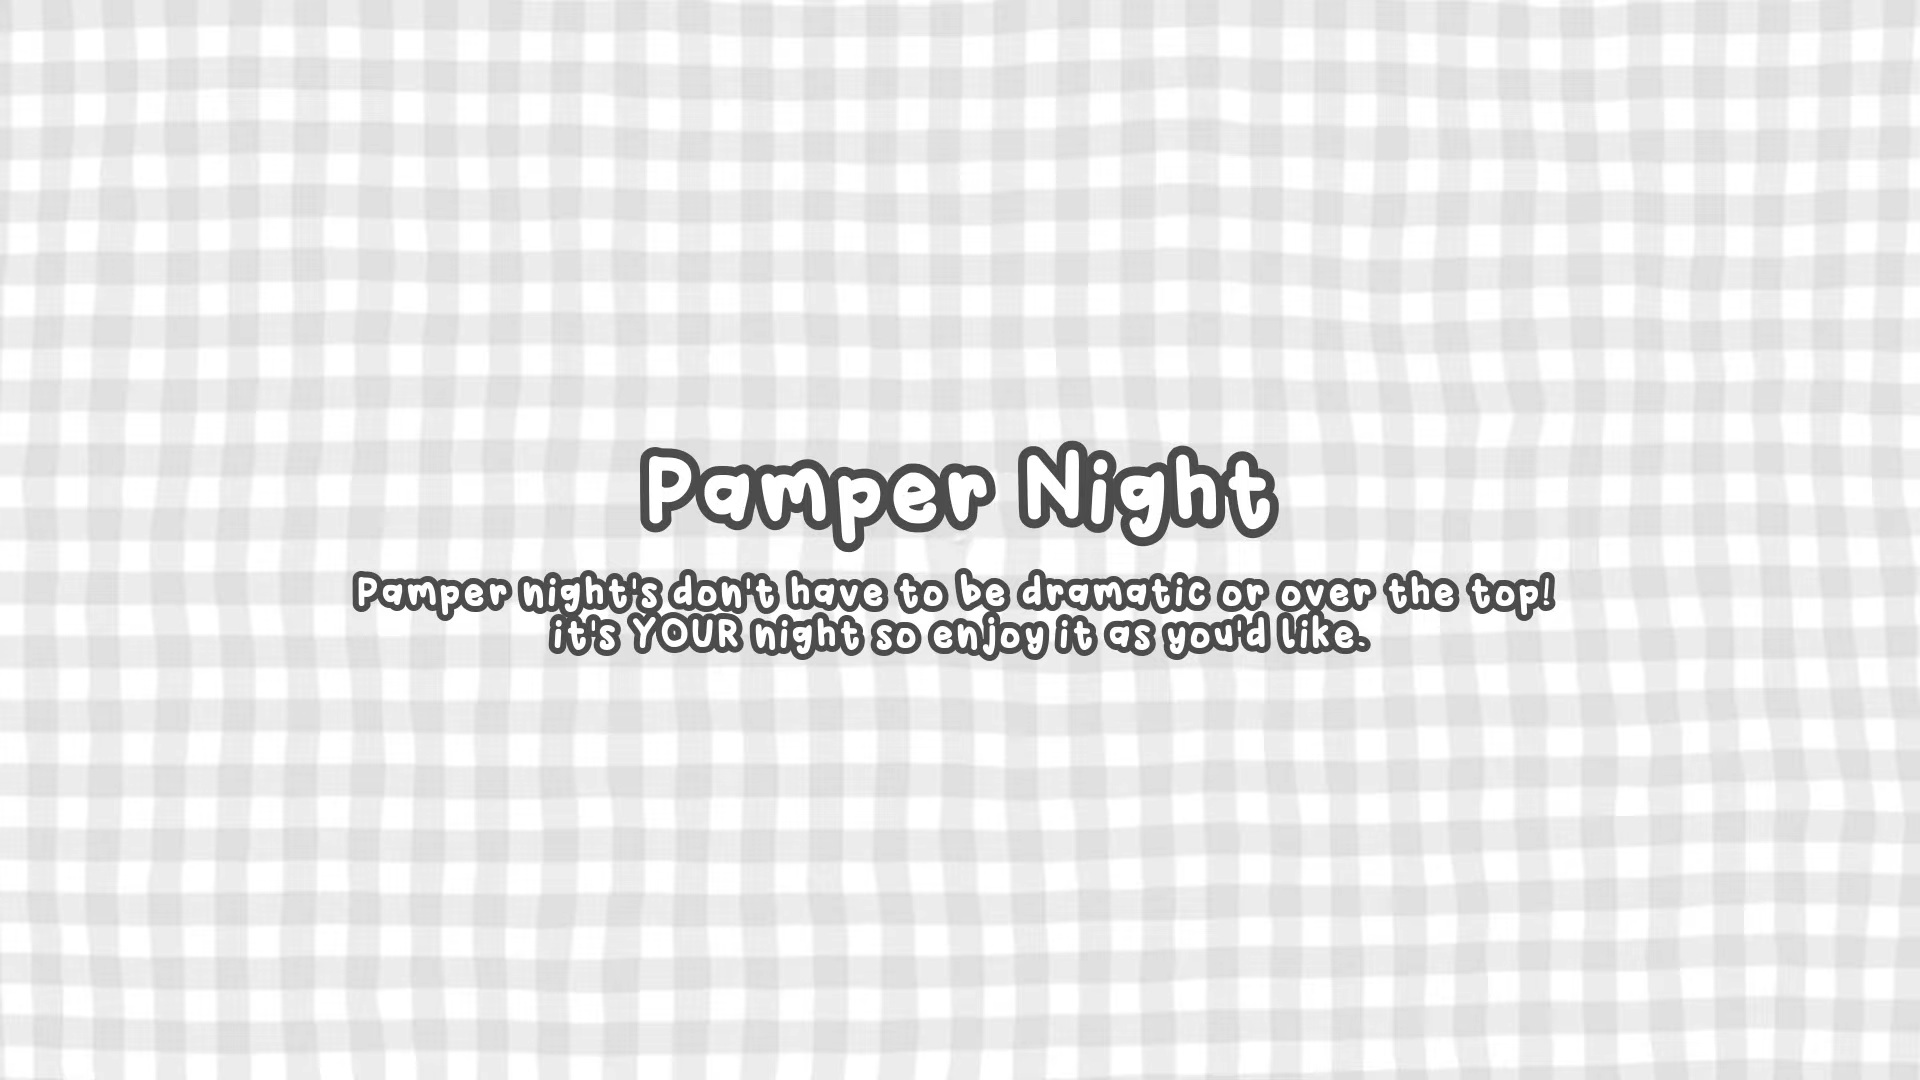 Pamper Night
Pamper night's don't have to be dramatic or over the top!
it's YOUR night so enjoy it as you'd like.